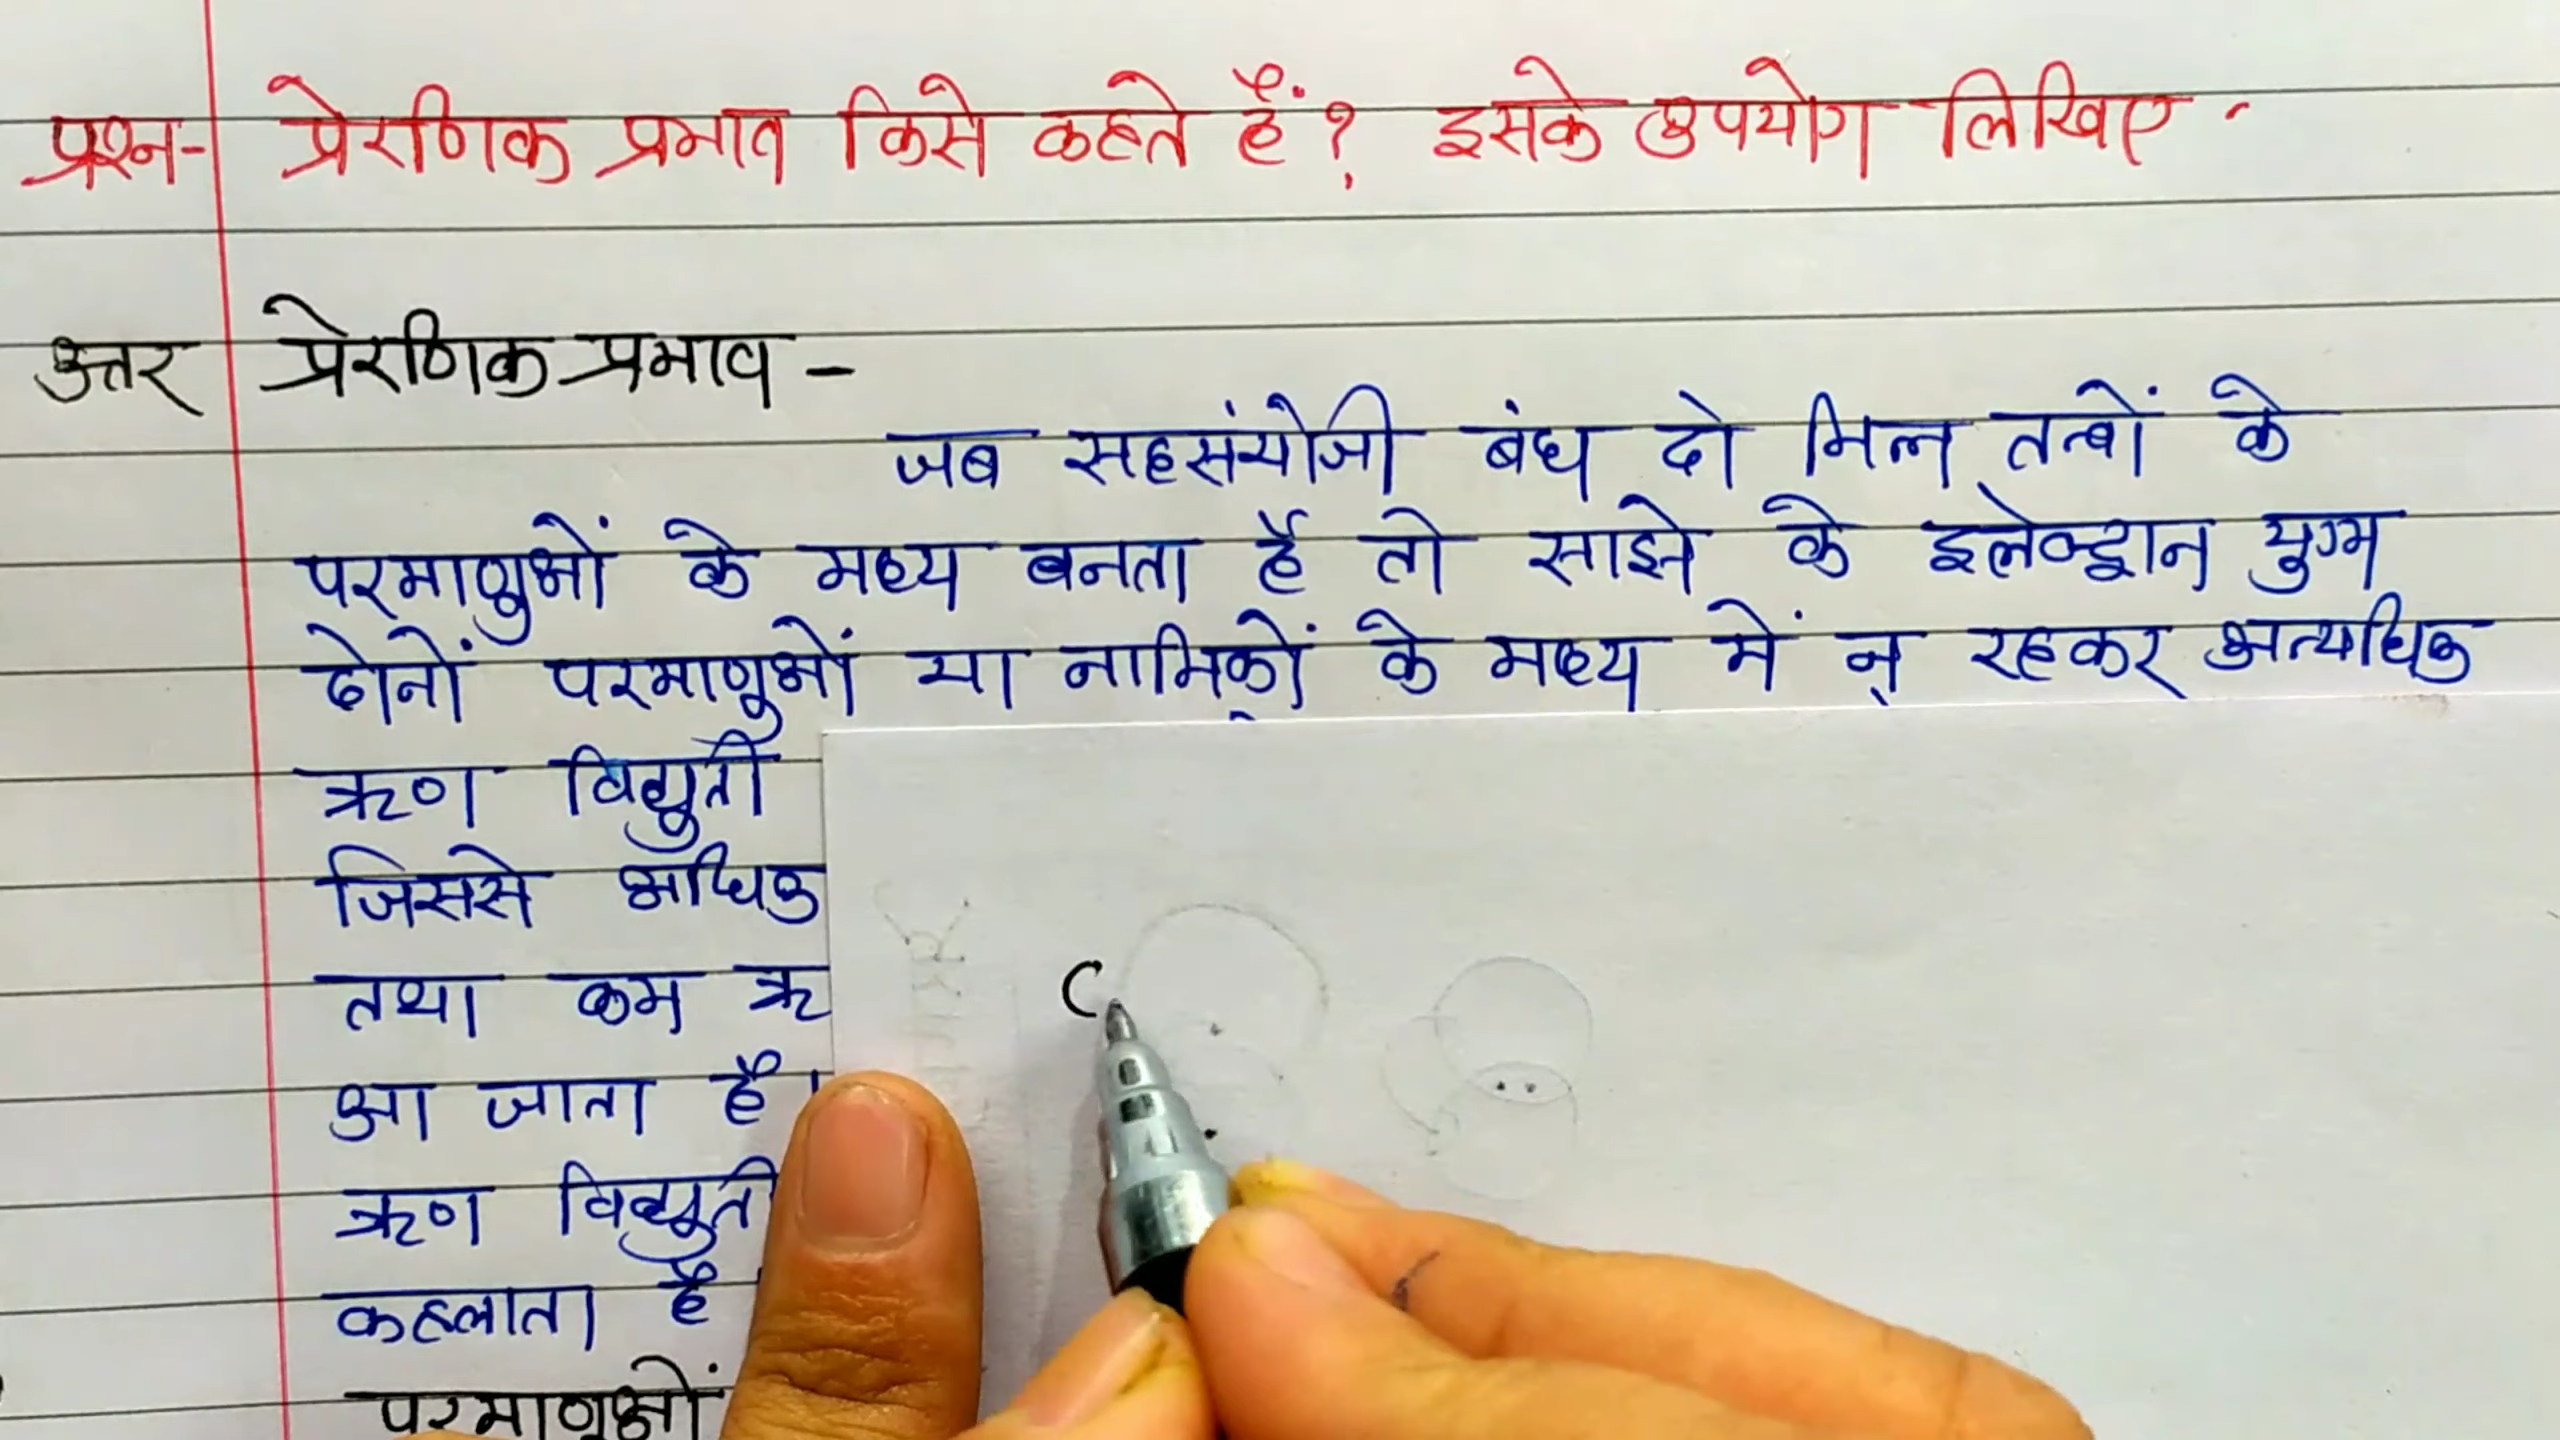 प्रश्न- प्रेरणिक प्रभाव किसे कहते हैं? इसके उपयोग लिखिए -
उत्तर प्रेरणिक प्रभाव -
जब सहसंयोजी बंध दो भिन्न तत्वों के
परमाणुओं के मध्य बनता है तो साझे के इलेक्ट्रान युग्म
दोनों परमाणुओं या नाभिकों के मध्य में न रहकर अत्यधिक
ऋण विद्युती
जिससे अधिक
तथा कम ऋ
C
आ जाता है ।
ऋण विद्युती
कहलाता है
परमाणुओं